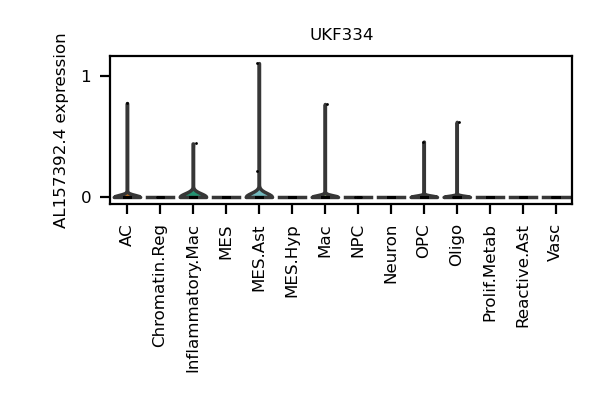 UKF334
AL157392.4 expression
1
0
AC
Chromatin.Reg
Inflammatory.Mac
MES
MES.Ast
MES.Hyp
Mac
NPC
Neuron
OPC
Oligo
Prolif.Metab
Reactive.Ast
Vasc